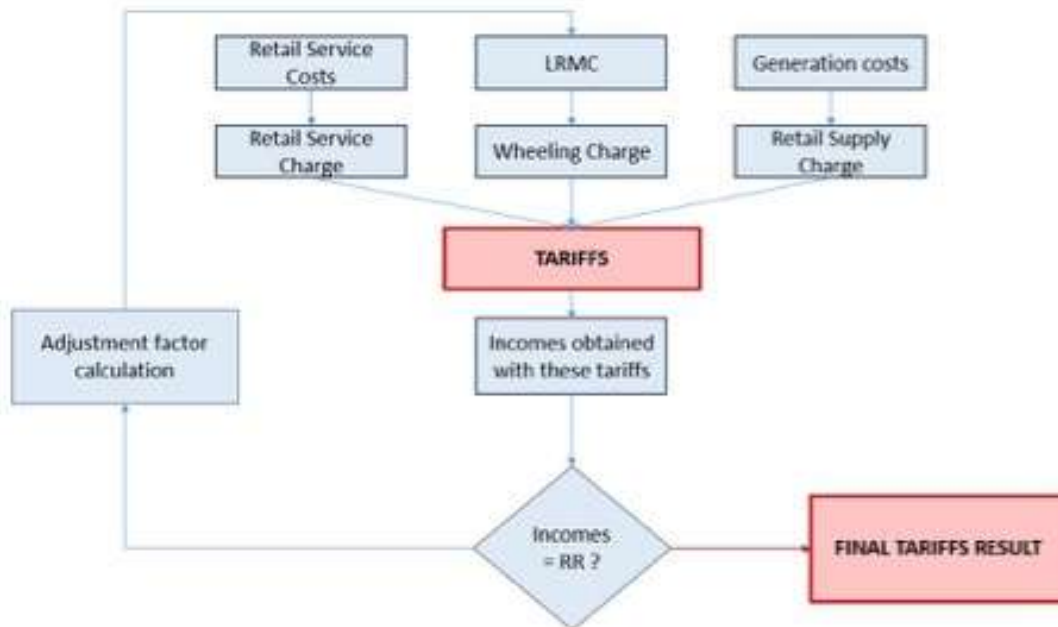 Retail Service
Costs
LRMC
Generation costs
Retail Service
Charge
Wheeling Charge
Retail Supply
Charge
TARIFFS
Adjustment factor
calculation
Incomes obtained
with these tariffs
Incomes
= RR ?
FINAL TARIFFS RESULT